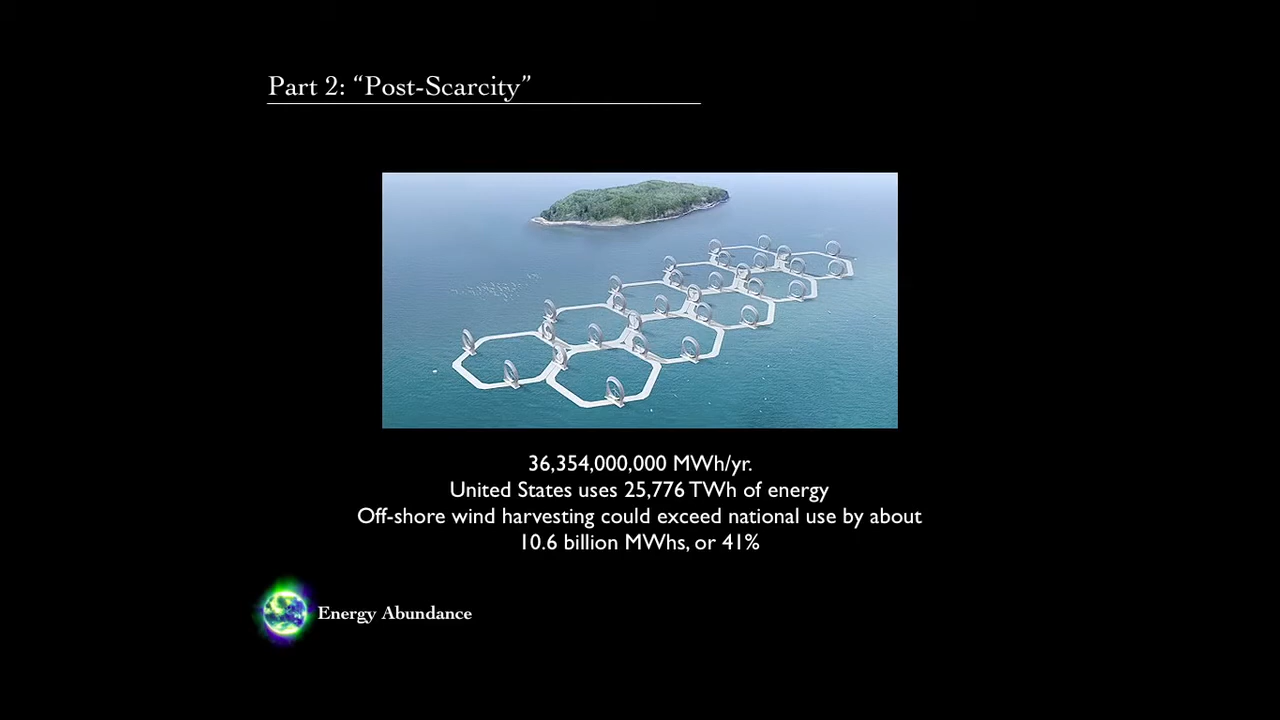 Part 2: “Post-Scarcity”
36,354,000,000 MWh/yr.
United States uses 25,776 TWh of energy
Off-shore wind harvesting could exceed national use by about
10.6 billion MWhs, or 41%
Energy Abundance